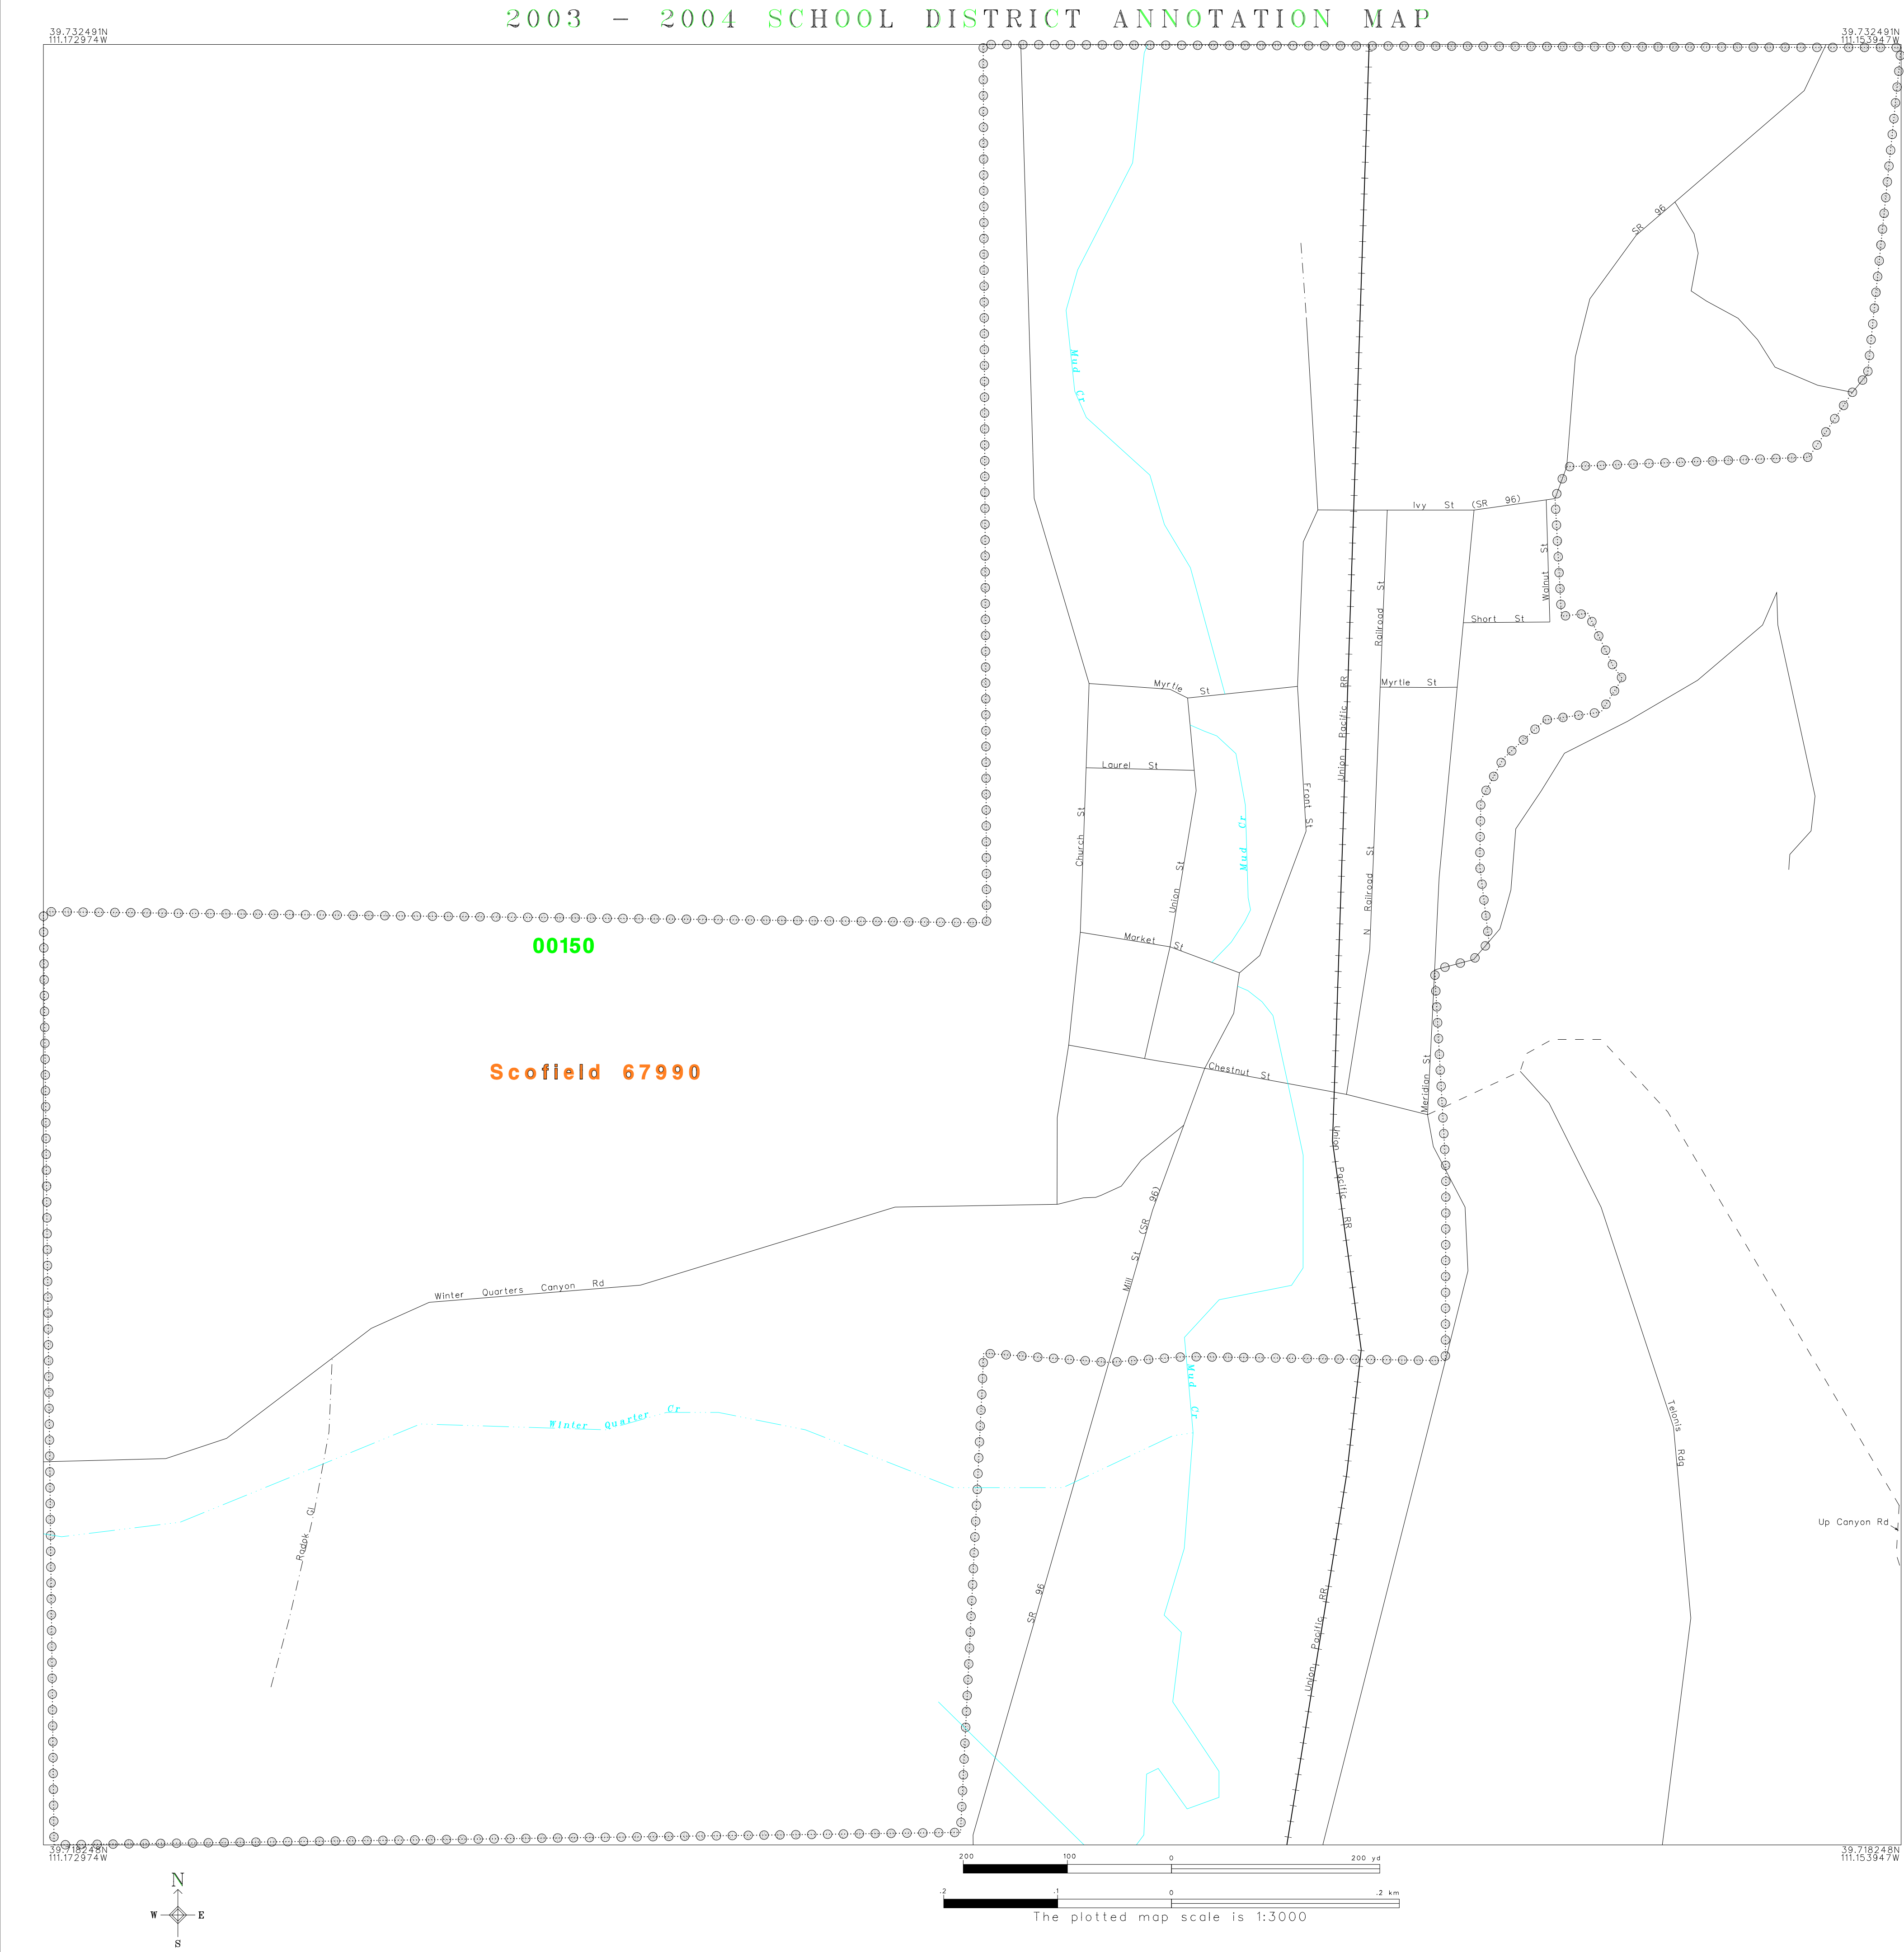 2003 - 2004 SCHOOL DISTRICT ANNOTATION MAP
39.732491N
111.172974W
39.732491N
111.153947W
SR 96
Mud Cr
Ivy St (SR 96)
Walnut St
Railroad St
Short St
Myrtle St
Myrtle St
Union Pacific RR
Laurel St
Front St
Church St
Mud Cr
Union St
N Railroad St
Market St
00150
Scofield 67990
Chestnut St
Meridian St
Union Pacific RR
Mill St (SR 96)
Winter Quarters Canyon Rd
Mud Cr
Winter Quarter Cr
Telonis Rdg
Radok Gl
Up Canyon Rd
SR 96
Union Pacific RR
39.718248N
111.172974W
39.718248N
111.153947W
200 100 0 200 yd
.2 .1 0 .2 km
The plotted map scale is 1:3000
N
W E
S